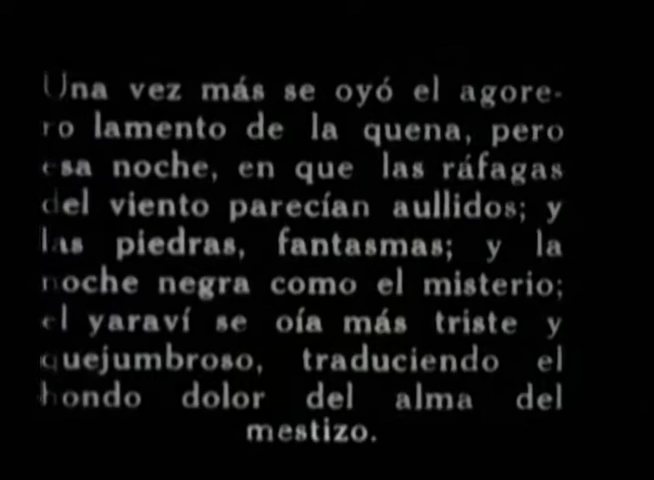 Una vez más se oyó el agore-
ro lamento de la quena, pero
esa noche, en que las ráfagas
del viento parecían aullidos; y
las piedras, fantasmas; y la
noche negra como el misterio;
el yaraví se oía más triste y
quejumbroso, traduciendo el
hondo dolor del alma del
mestizo.